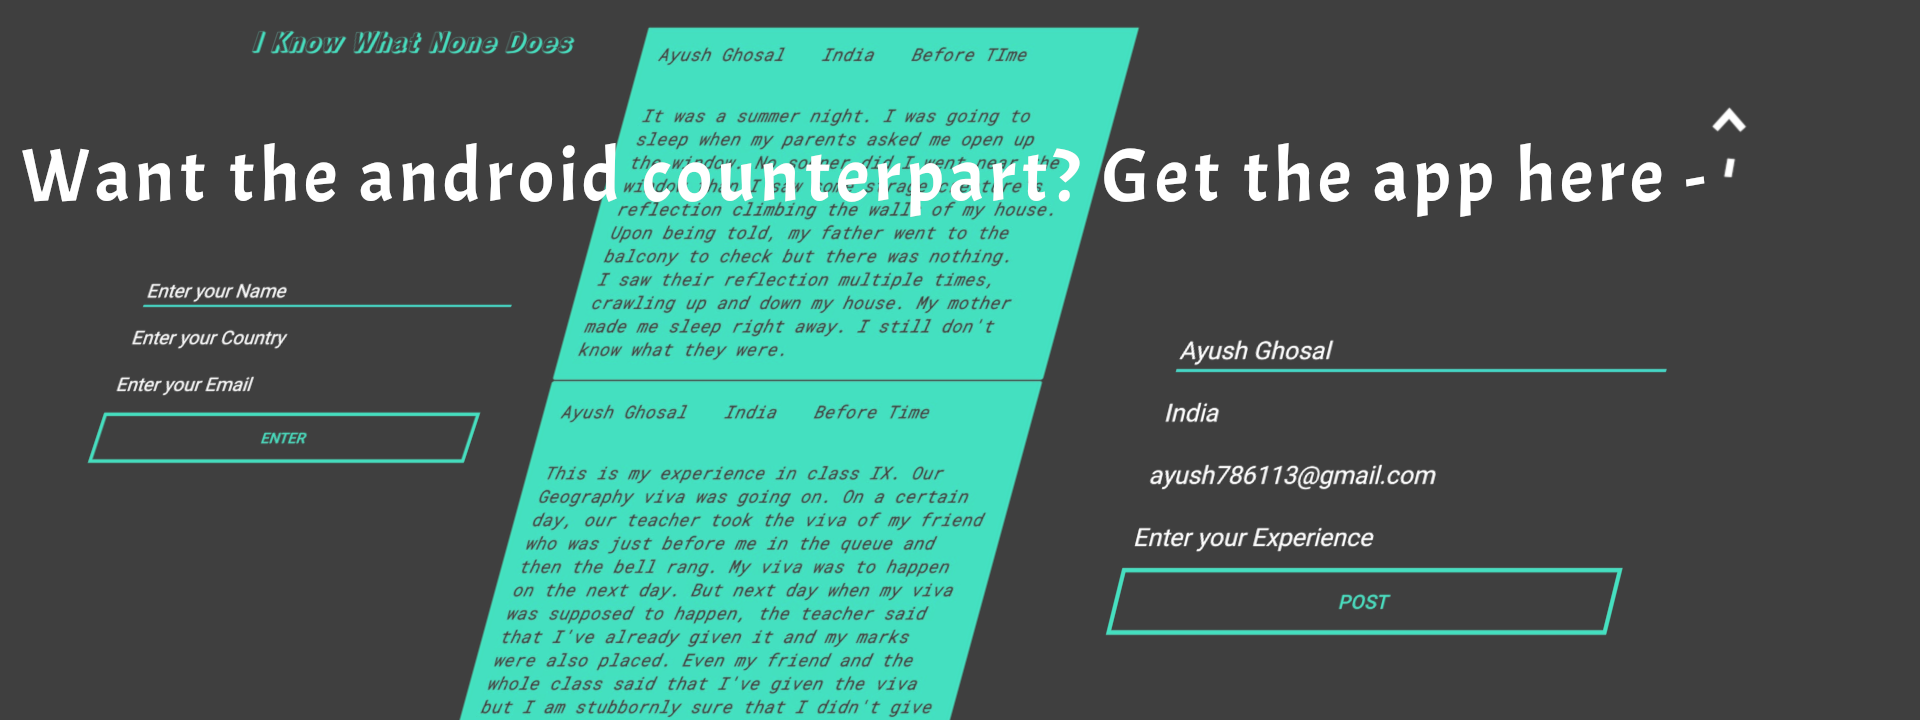 I Know What None Does
Want the android counterpart? Get the app here -
Enter your Name
Enter your Country
Enter your Email
ENTER
Ayush Ghosal India Before TIme
It was a summer night. I was going to
sleep when my parents asked me open up
the window. No sooner did I went near the
window than I saw some strage creature's
reflection climbing the wall of my house.
Upon being told, my father went to the
balcony to check but there was nothing.
I saw their reflection multiple times,
crawling up and down my house. My mother
made me sleep right away. I still don't
know what they were.
Ayush Ghosal India Before Time
This is my experience in class IX. Our
Geography viva was going on. On a certain
day, our teacher took the viva of my friend
who was just before me in the queue and
then the bell rang. My viva was to happen
on the next day. But next day when my viva
was supposed to happen, the teacher said
that I've already given it and my marks
were also placed. Even my friend and the
whole class said that I've given the viva
but I am stubbornly sure that I didn't give
Ayush Ghosal
India
ayush786113@gmail.com
Enter your Experience
POST